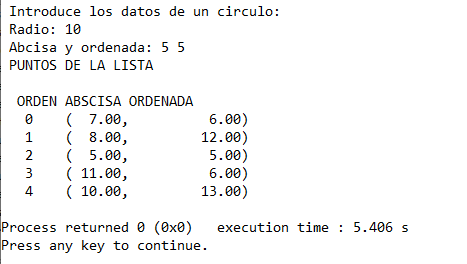 Introduce los datos de un circulo:
Radio: 10
Abcisa y ordenada: 5 5
PUNTOS DE LA LISTA
ORDEN ABSCISA ORDENADA
0 ( 7.00, 6.00)
1 ( 8.00, 12.00)
2 ( 5.00, 5.00)
3 ( 11.00, 6.00)
4 ( 10.00, 13.00)
Process returned 0 (0x0) execution time : 5.406 s
Press any key to continue.